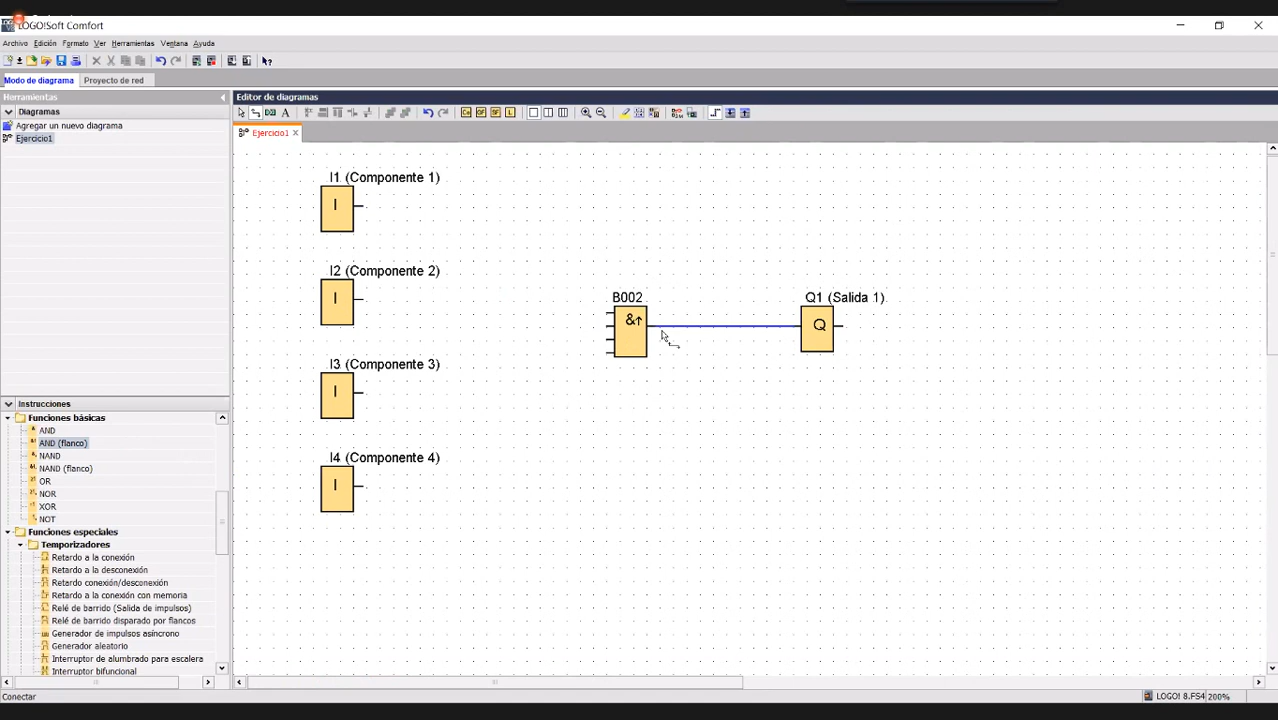 LOGO!Soft Comfort
Archivo Edición Formato Ver Herramientas Ventana Ayuda
Modo de diagrama Proyecto de red
Herramientas
Diagramas
Agregar un nuevo diagrama
Ejercicio1
Instrucciones
Funciones básicas
AND
AND (flanco)
NAND
NAND (flanco)
OR
NOR
XOR
NOT
Funciones especiales
Temporizadores
Retardo a la conexión
Retardo a la desconexión
Retardo conexión/desconexión
Retardo a la conexión con memoria
Relé de barrido (Salida de impulsos)
Relé de barrido disparado por flancos
Generador de impulsos asíncrono
Generador aleatorio
Interruptor de alumbrado para escalera
Interruptor bifuncional
Editor de diagramas
A Co GF SF L
Ejercicio1
I1 (Componente 1)
I
I2 (Componente 2)
I
B002
&↑
Q1 (Salida 1)
Q
I3 (Componente 3)
I
I4 (Componente 4)
I
Conectar
LOGO! 8.FS4 200%